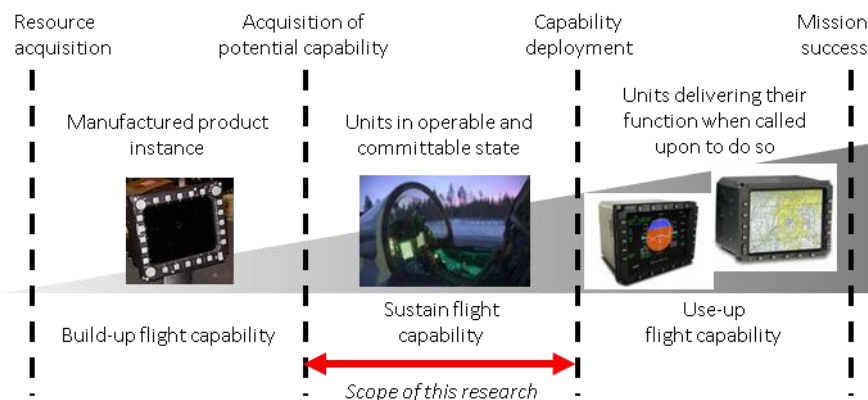 Resource
acquisition
Acquisition of
potential capability
Capability
deployment
Mission
success
Manufactured product
instance
Units in operable and
committable state
Units delivering their
function when called
upon to do so
Build-up flight capability
Sustain flight
capability
Use-up
flight capability
Scope of this research